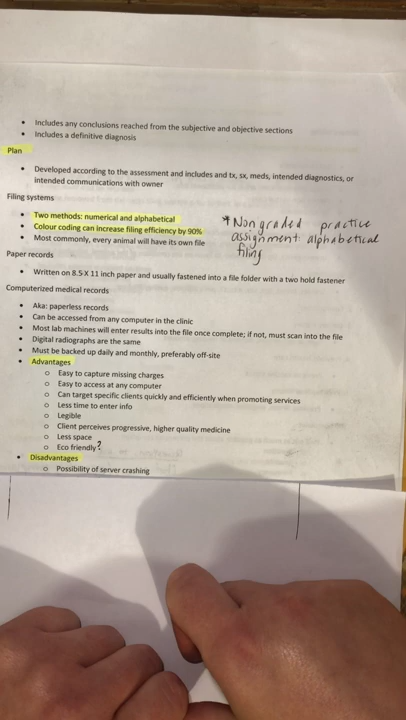 • Includes any conclusions reached from the subjective and objective sections
• Includes a definitive diagnosis
Plan
• Developed according to the assessment and includes and tx, sx, meds, intended diagnostics, or
intended communications with owner
Filing systems
• Two methods: numerical and alphabetical
• Colour coding can increase filing efficiency by 90%
• Most commonly, every animal will have its own file
* Non graded practice
assignment: alphabetical
filing
Paper records
• Written on 8.5 X 11 inch paper and usually fastened into a file folder with a two hold fastener
Computerized medical records
• Aka: paperless records
• Can be accessed from any computer in the clinic
• Most lab machines will enter results into the file once complete; if not, must scan into the file
• Digital radiographs are the same
• Must be backed up daily and monthly, preferably off-site
• Advantages
o Easy to capture missing charges
o Easy to access at any computer
o Can target specific clients quickly and efficiently when promoting services
o Less time to enter info
o Legible
o Client perceives progressive, higher quality medicine
o Less space
o Eco friendly?
• Disadvantages
o Possibility of server crashing